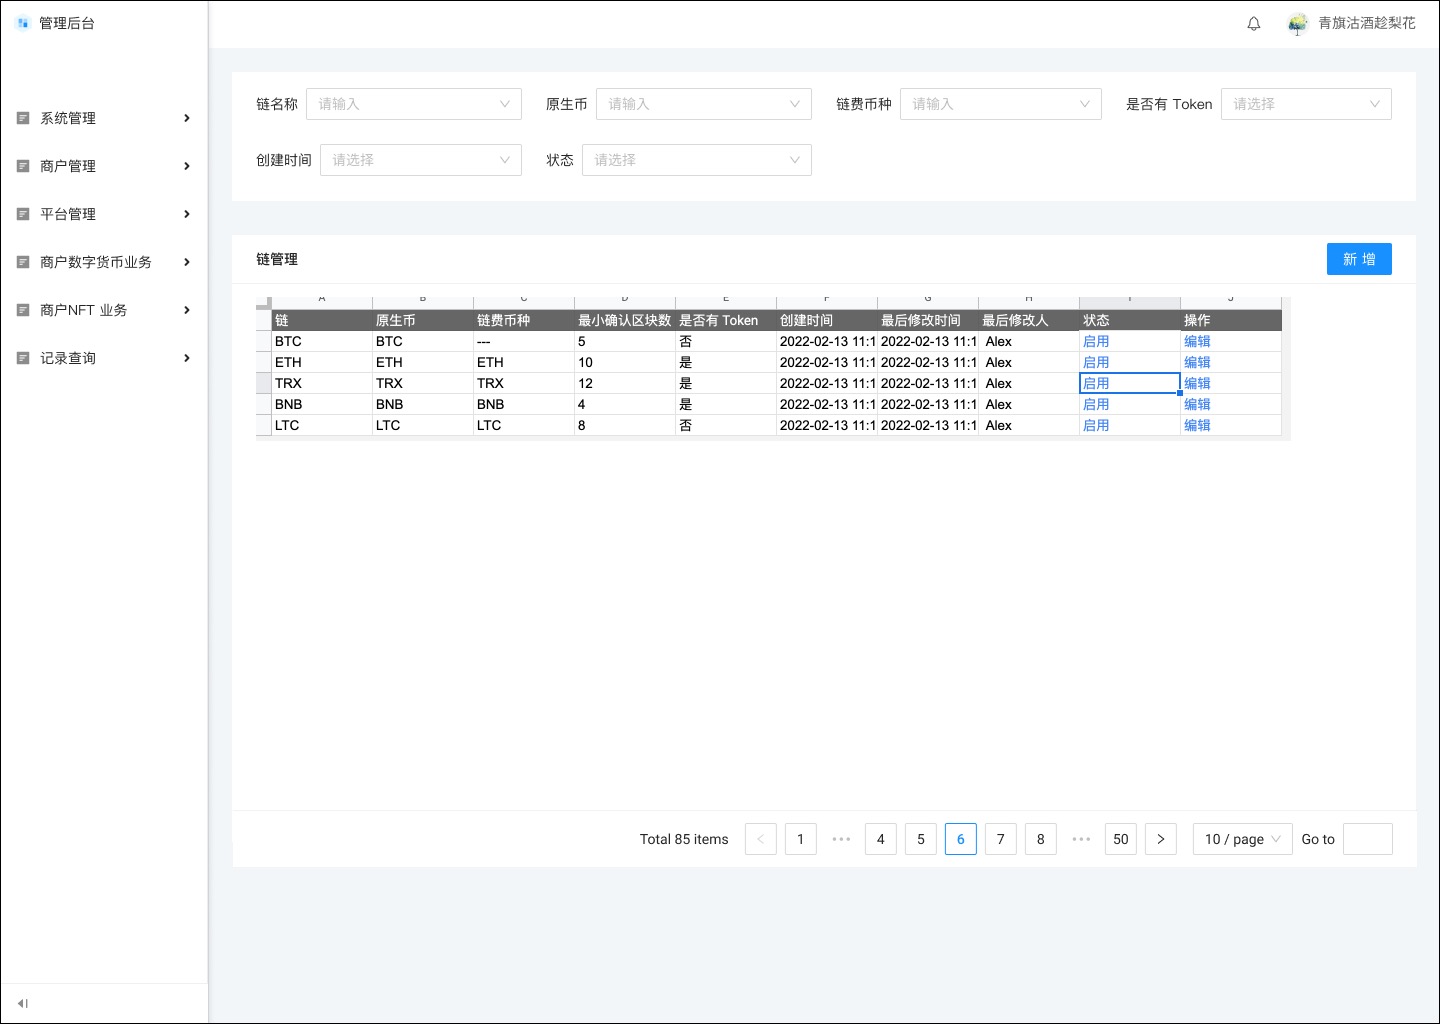 管理后台
青旗沽酒趁梨花
系统管理
商户管理
平台管理
商户数字货币业务
商户NFT 业务
记录查询
链名称 请输入 原生币 请输入 链费币种 请输入 是否有 Token 请选择
创建时间 请选择 状态 请选择
链管理 新 增
链 原生币 链费币种 最小确认区块数 是否有 Token 创建时间 最后修改时间 最后修改人 状态 操作
BTC BTC --- 5 否 2022-02-13 11:1 2022-02-13 11:1 Alex 启用 编辑
ETH ETH ETH 10 是 2022-02-13 11:1 2022-02-13 11:1 Alex 启用 编辑
TRX TRX TRX 12 是 2022-02-13 11:1 2022-02-13 11:1 Alex 启用 编辑
BNB BNB BNB 4 是 2022-02-13 11:1 2022-02-13 11:1 Alex 启用 编辑
LTC LTC LTC 8 否 2022-02-13 11:1 2022-02-13 11:1 Alex 启用 编辑
Total 85 items < 1 ••• 4 5 6 7 8 ••• 50 > 10 / page Go to